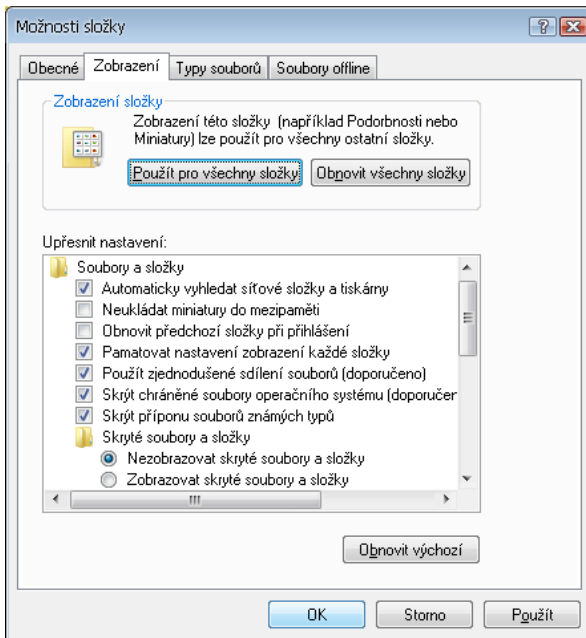 Možnosti složky
Obecné Zobrazení Typy souborů Soubory offline
Zobrazení složky
Zobrazení této složky (například Podorbnosti nebo
Miniatury) lze použít pro všechny ostatní složky.
Použít pro všechny složky Obnovit všechny složky
Upřesnit nastavení:
Soubory a složky
Automaticky vyhledat síťové složky a tiskárny
Neukládat miniatury do mezipaměti
Obnovit předchozí složky při přihlášení
Pamatovat nastavení zobrazení každé složky
Použít zjednodušené sdílení souborů (doporučeno)
Skrýt chráněné soubory operačního systému (doporučer
Skrýt příponu souborů známých typů
Skryté soubory a složky
Nezobrazovat skryté soubory a složky
Zobrazovat skryté soubory a složky
Obnovit výchozí
OK Storno Použít